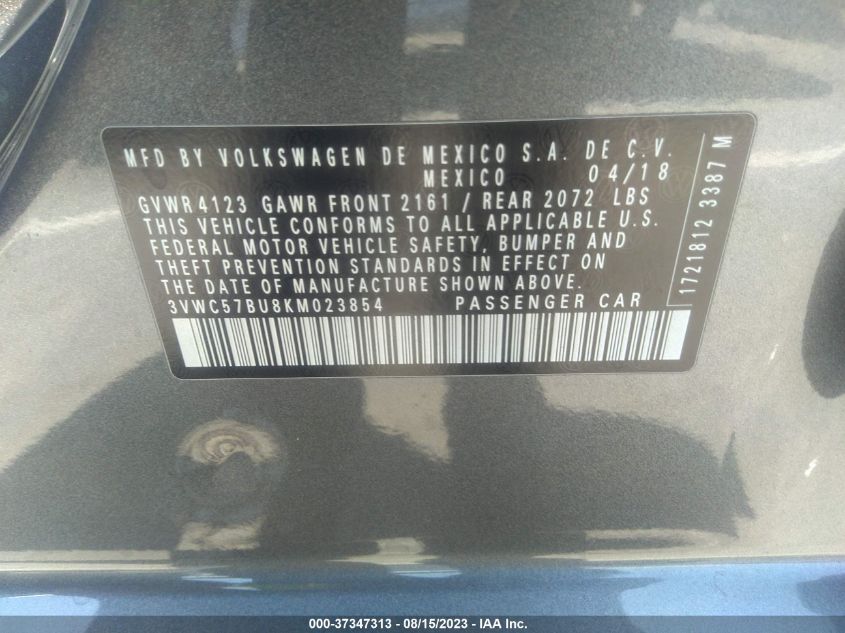 MFD BY VOLKSWAGEN DE MEXICO S.A. DE C.V.
MEXICO 04/18
GVWR 4123 GAWR FRONT 2161 / REAR 2072 LBS
THIS VEHICLE CONFORMS TO ALL APPLICABLE U.S.
FEDERAL MOTOR VEHICLE SAFETY, BUMPER AND
THEFT PREVENTION STANDARDS IN EFFECT ON
THE DATE OF MANUFACTURE SHOWN ABOVE.
3VWC57BU8KM023854 PASSENGER CAR
1721812 3387 M
000-37347313 - 08/15/2023 - IAA Inc.